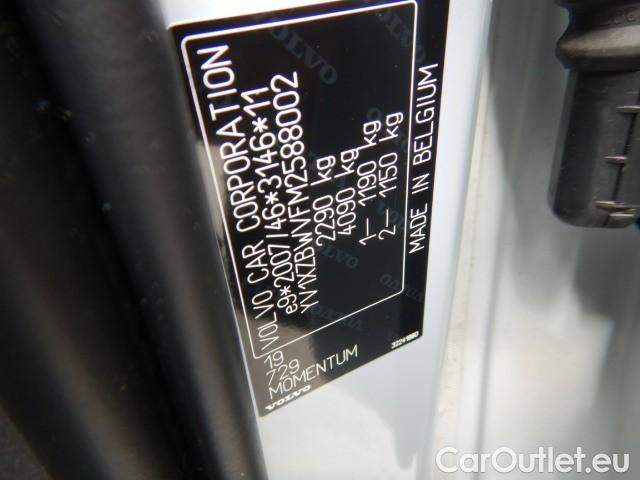 VOLVO CAR CORPORATION
e9*2007/46*3146*11
YV1XZBWVFM2588002
2290 kg
4090 kg
1- 1190 kg
2- 1150 kg
MADE IN BELGIUM
19
729
MOMENTUM
VOLVO
CarOutlet.eu